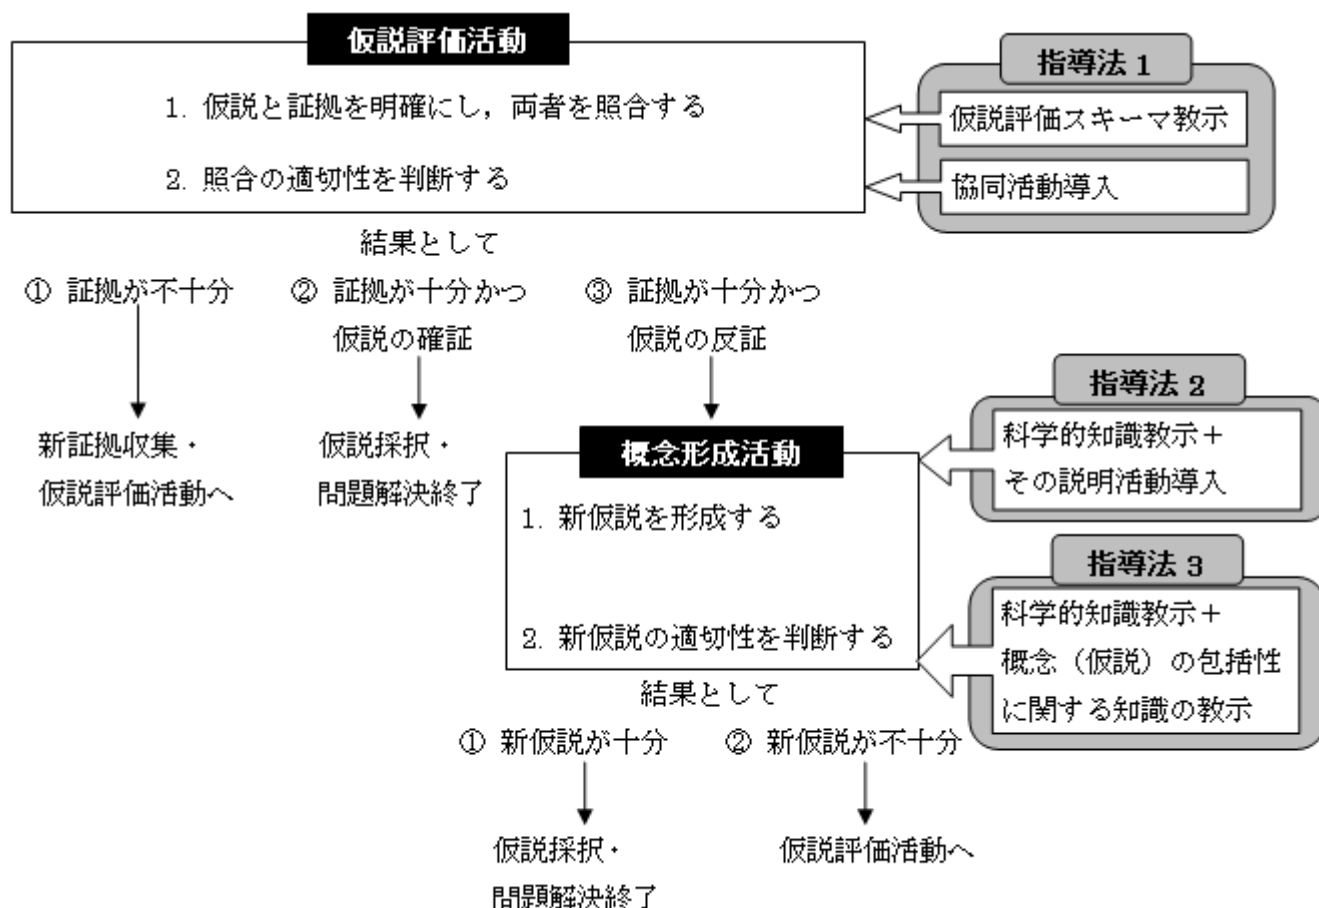 仮説評価活動
1. 仮説と証拠を明確にし，両者を照合する
2. 照合の適切性を判断する
指導法 1
仮説評価スキーマ教示
協同活動導入
結果として
① 証拠が不十分
② 証拠が十分かつ
仮説の確証
③ 証拠が十分かつ
仮説の反証
新証拠収集・
仮説評価活動へ
仮説採択・
問題解決終了
概念形成活動
1. 新仮説を形成する
2. 新仮説の適切性を判断する
指導法 2
科学的知識教示＋
その説明活動導入
指導法 3
科学的知識教示＋
概念（仮説）の包括性
に関する知識の教示
結果として
① 新仮説が十分
② 新仮説が不十分
仮説採択・
問題解決終了
仮説評価活動へ